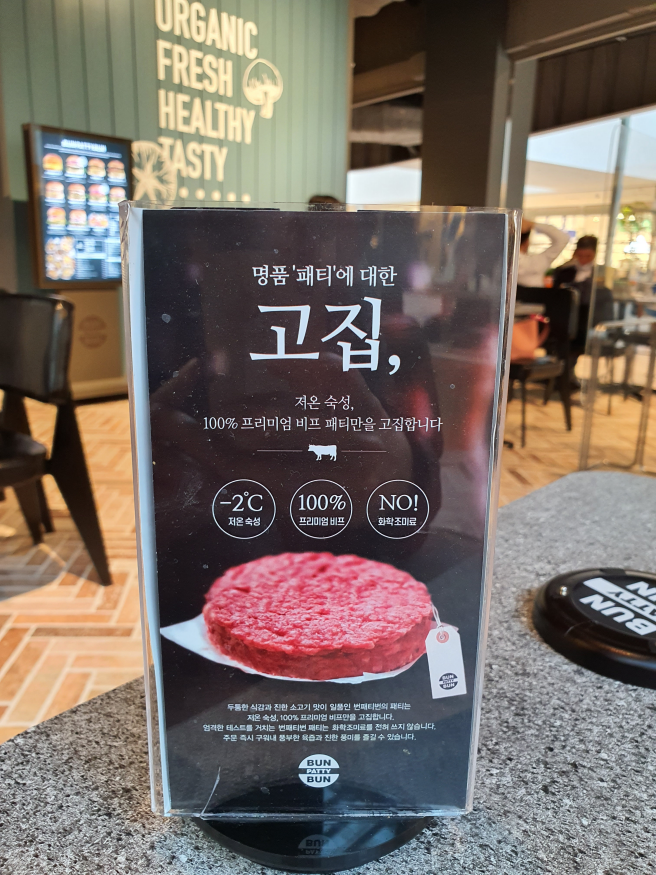 ORGANIC
FRESH
HEALTHY
TASTY
명품 '패티'에 대한
고집,
저온 숙성,
100% 프리미엄 비프 패티만을 고집합니다
-2°C
저온 숙성
100%
프리미엄 비프
NO!
화학조미료
BUN
PATTY
BUN
두툼한 식감과 진한 소고기 맛이 일품인 번패티번의 패티는
저온 숙성, 100% 프리미엄 비프만을 고집합니다.
엄격한 테스트를 거치는 번패티번 패티는 화학조미료를 전혀 쓰지 않습니다.
주문 즉시 구워내 풍부한 육즙과 진한 풍미를 즐길 수 있습니다.
BUN
PATTY
BUN
BUN
PATTY
BUN